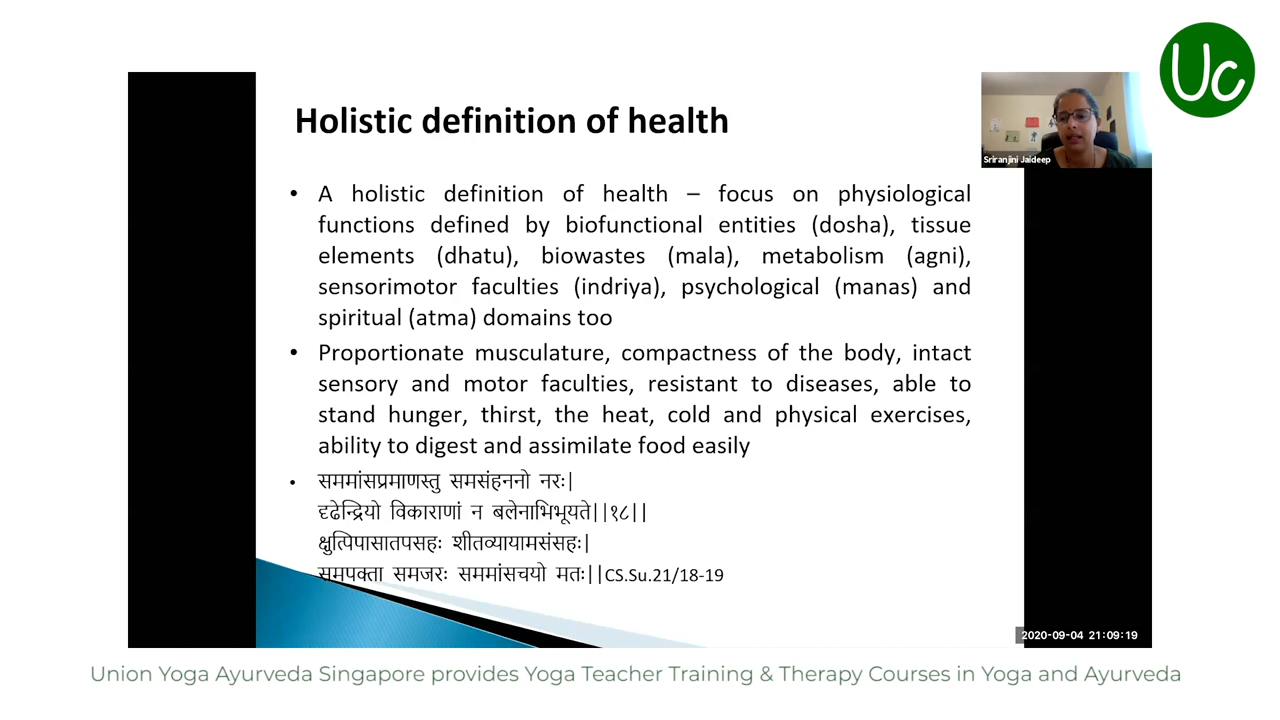 Uc
Holistic definition of health
Sriranjini Jaideep
• A holistic definition of health – focus on physiological
functions defined by biofunctional entities (dosha), tissue
elements (dhatu), biowastes (mala), metabolism (agni),
sensorimotor faculties (indriya), psychological (manas) and
spiritual (atma) domains too
• Proportionate musculature, compactness of the body, intact
sensory and motor faculties, resistant to diseases, able to
stand hunger, thirst, the heat, cold and physical exercises,
ability to digest and assimilate food easily
• सममांसप्रमाणस्तु समसंहननो नरः|
दृढेन्द्रियो विकाराणां न बलेनाभिभूयते||१८||
क्षुत्पिपासातपसहः शीतव्यायामसंसहः|
समपक्ता समजरः सममांसचयो मतः||CS.Su.21/18-19
2020-09-04 21:09:19
Union Yoga Ayurveda Singapore provides Yoga Teacher Training & Therapy Courses in Yoga and Ayurveda